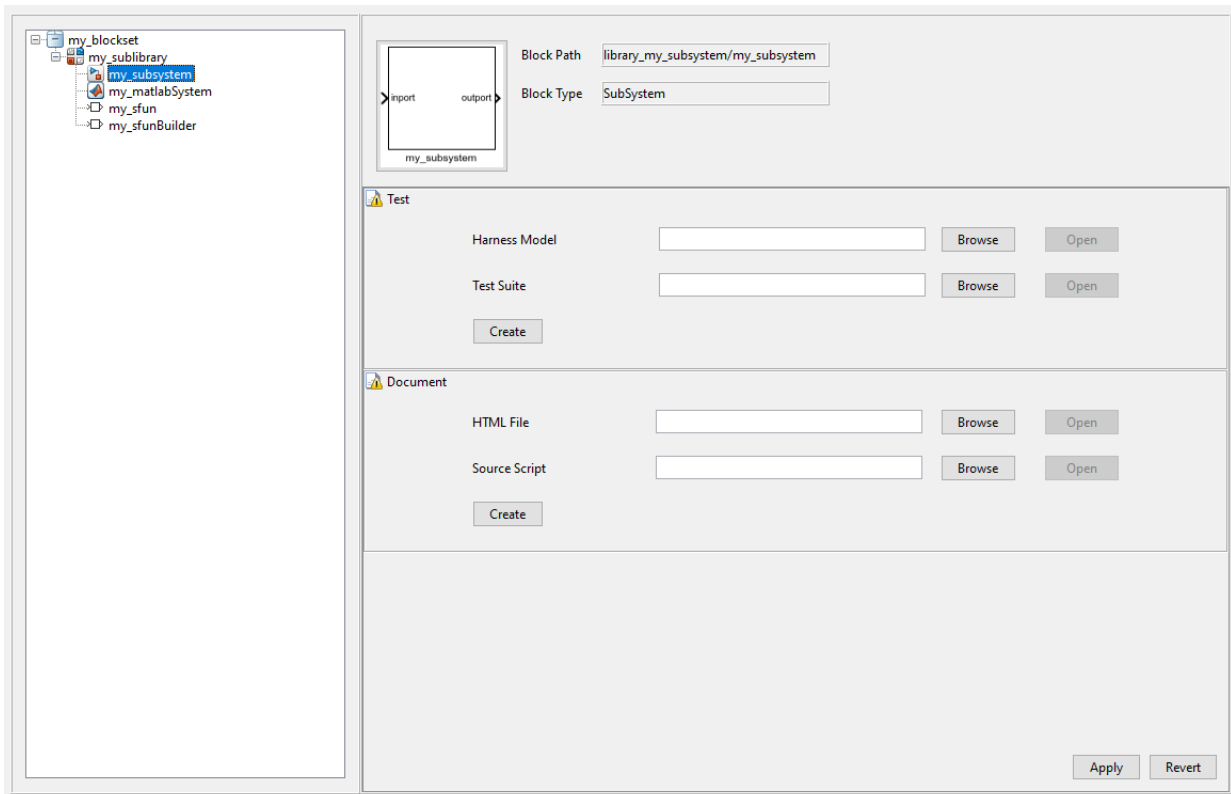 my_blockset
my_sublibrary
my_subsystem
my_matlabSystem
my_sfun
my_sfunBuilder
inport outport
my_subsystem
Block Path library_my_subsystem/my_subsystem
Block Type SubSystem
Test
Harness Model Browse Open
Test Suite Browse Open
Create
Document
HTML File Browse Open
Source Script Browse Open
Create
Apply Revert